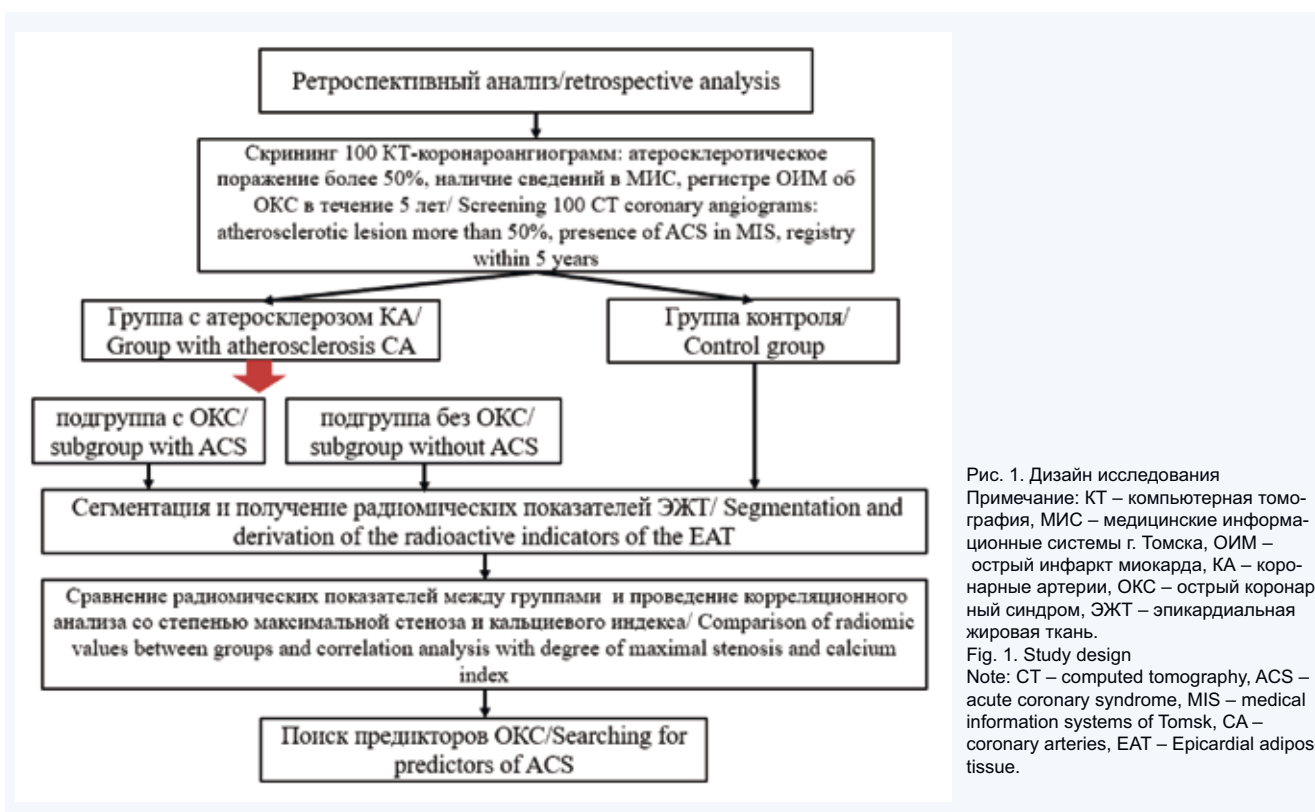 Ретроспективный анализ/retrospective analysis
Скрининг 100 КТ-коронароангиограмм: атеросклеротическое
поражение более 50%, наличие сведений в МИС, регистре ОИМ об
ОКС в течение 5 лет/ Screening 100 CT coronary angiograms:
atherosclerotic lesion more than 50%, presence of ACS in MIS, registry
within 5 years
Группа с атеросклерозом КА/
Group with atherosclerosis CA
Группа контроля/
Control group
подгруппа с ОКС/
subgroup with ACS
подгруппа без ОКС/
subgroup without ACS
Сегментация и получение радиомических показателей ЭЖТ/ Segmentation and
derivation of the radioactive indicators of the EAT
Сравнение радиомических показателей между группами и проведение корреляционного
анализа со степенью максимальной стеноза и кальциевого индекса/ Comparison of radiomic
values between groups and correlation analysis with degree of maximal stenosis and calcium
index
Поиск предикторов ОКС/Searching for
predictors of ACS
Рис. 1. Дизайн исследования
Примечание: КТ – компьютерная томо-
графия, МИС – медицинские информа-
ционные системы г. Томска, ОИМ –
острый инфаркт миокарда, КА – коро-
нарные артерии, ОКС – острый коронар
ный синдром, ЭЖТ – эпикардиальная
жировая ткань.
Fig. 1. Study design
Note: CT – computed tomography, ACS –
acute coronary syndrome, MIS – medical
information systems of Tomsk, CA –
coronary arteries, EAT – Epicardial adipos
tissue.